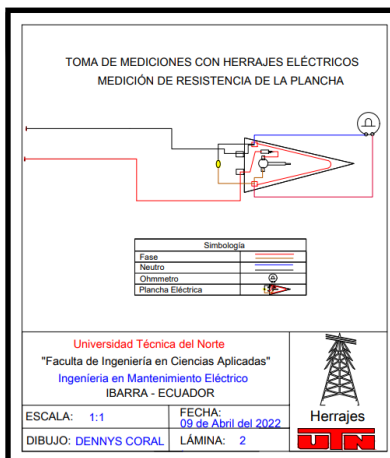 TOMA DE MEDICIONES CON HERRAJES ELÉCTRICOS
MEDICIÓN DE RESISTENCIA DE LA PLANCHA
Simbología
Fase
Neutro
Ohmmetro
Plancha Eléctrica
Universidad Técnica del Norte
"Faculta de Ingeniería en Ciencias Aplicadas"
Ingeníeria en Mantenimiento Eléctrico
IBARRA - ECUADOR
ESCALA: 1:1
FECHA:
09 de Abril del 2022
DIBUJO: DENNYS CORAL
LÁMINA: 2
Herrajes
UTN